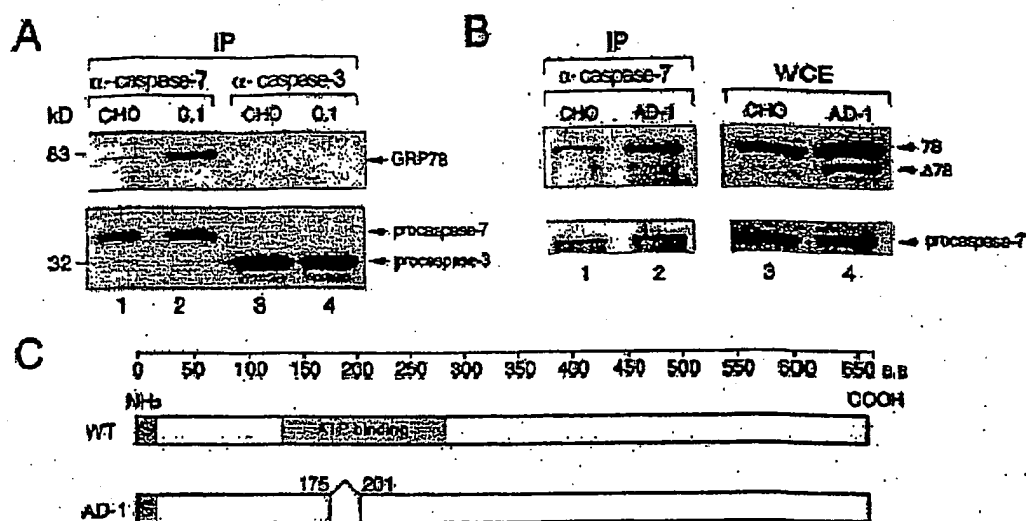 A
IP
α-caspase-7 α-caspase-3
kD CHO 0.1 CHO 0.1
83
GRP78
procaspase-7
32
procaspase-3
1 2 3 4
B
IP
α caspase-7
WCE
CHO AD-1 CHO AD-1
78
Δ78
procaspase-7
1 2 3 4
C
0 50 100 150 200 250 300 350 400 450 500 550 600 650 a.a
NH₂
COOH
WT
ATP binding
175 201
AD-1